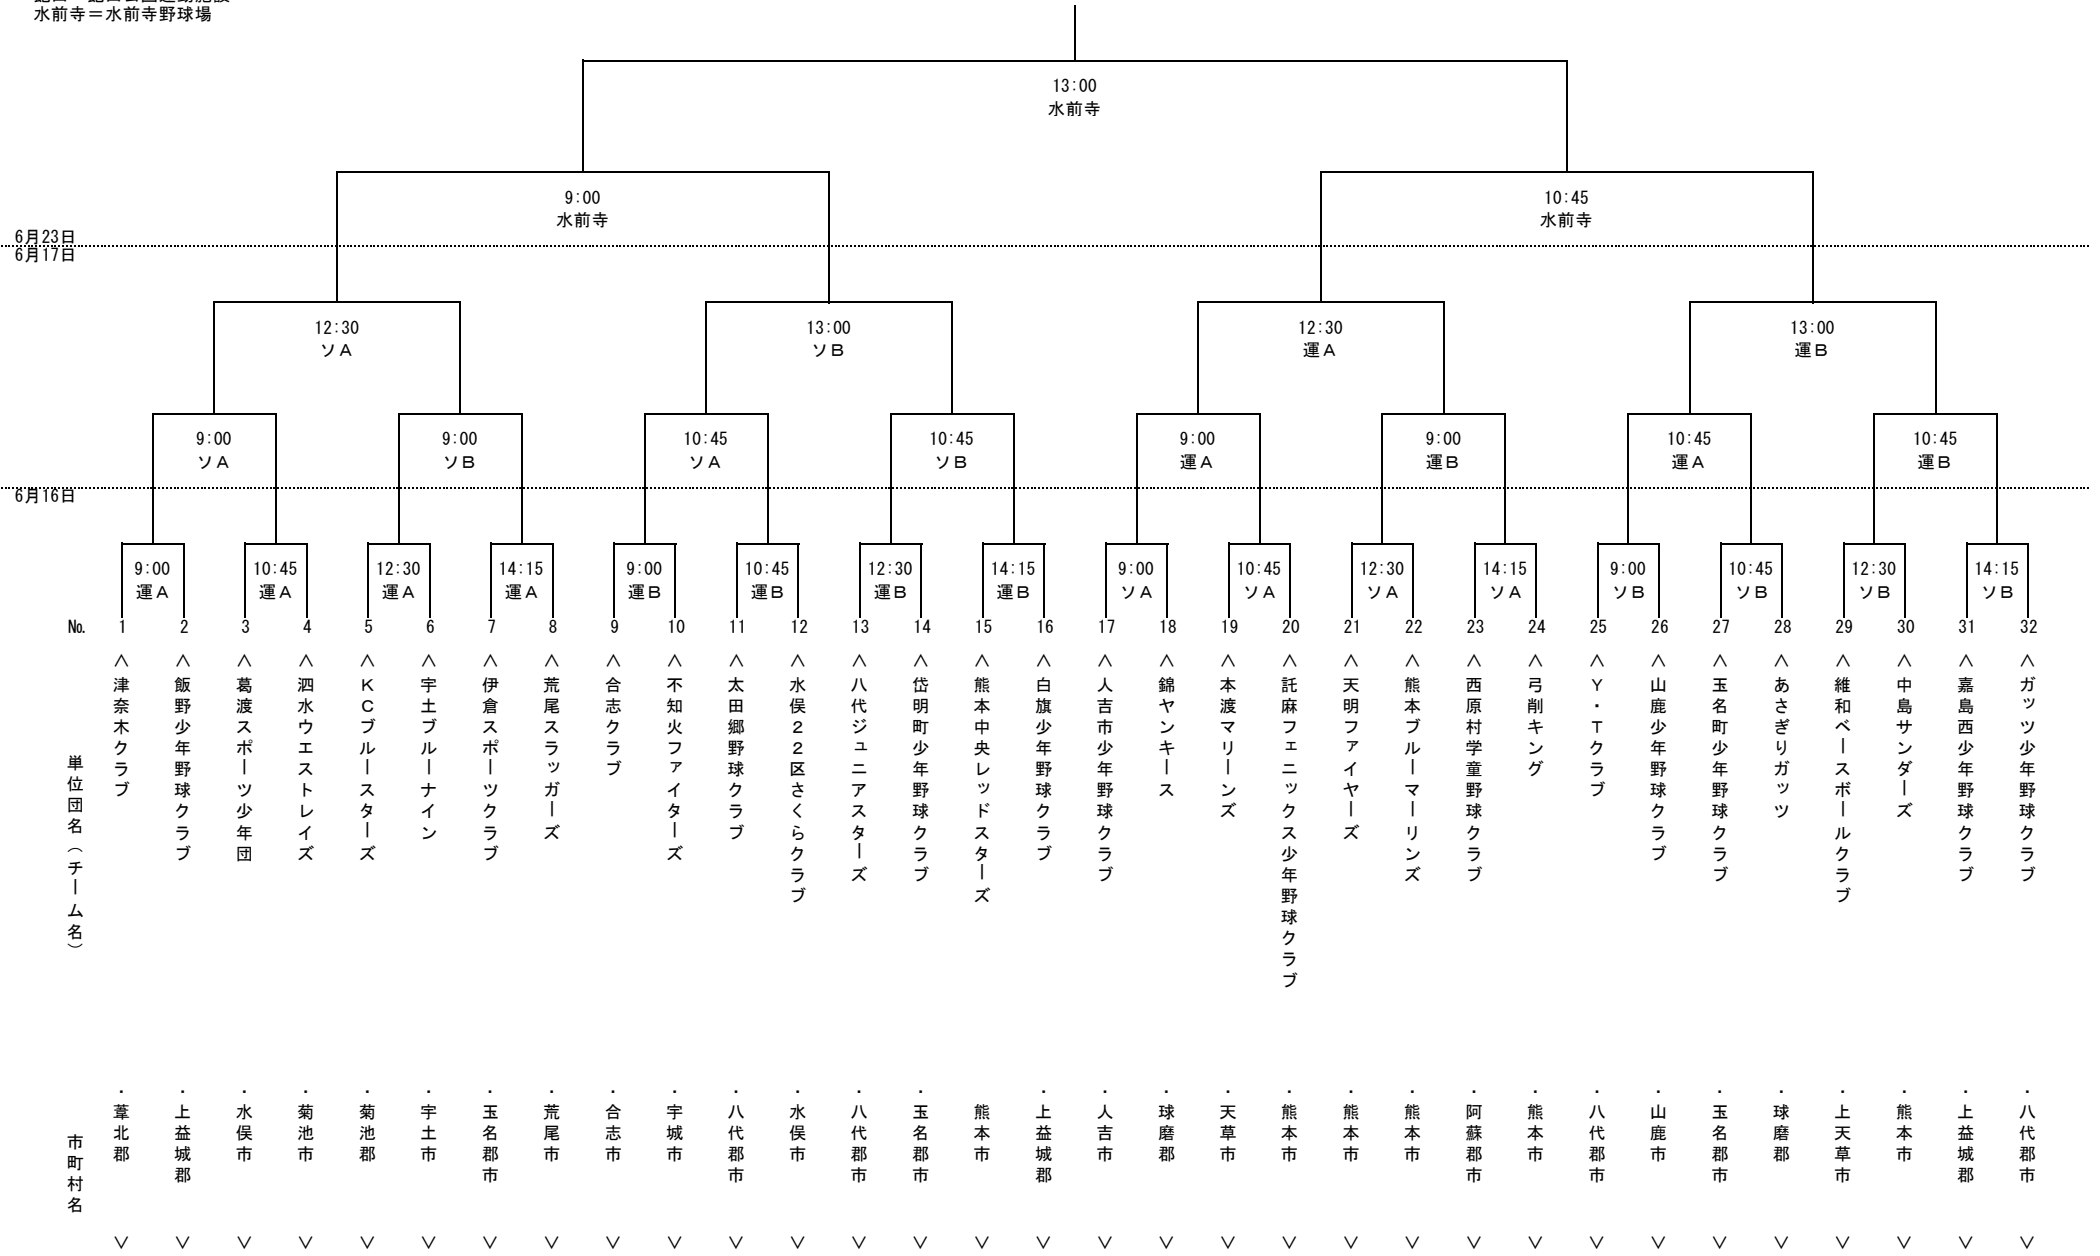 水前寺＝水前寺野球場
13:00
水前寺
9:00
水前寺
10:45
水前寺
6月23日
6月17日
12:30
ソA
13:00
ソB
12:30
運A
13:00
運B
9:00
ソA
9:00
ソB
10:45
ソA
10:45
ソB
9:00
運A
9:00
運B
10:45
運A
10:45
運B
6月16日
9:00
運A
10:45
運A
12:30
運A
14:15
運A
9:00
運B
10:45
運B
12:30
運B
14:15
運B
9:00
ソA
10:45
ソA
12:30
ソA
14:15
ソA
9:00
ソB
10:45
ソB
12:30
ソB
14:15
ソB
№ 1 2 3 4 5 6 7 8 9 10 11 12 13 14 15 16 17 18 19 20 21 22 23 24 25 26 27 28 29 30 31 32
単位団名（チーム名）
市町村名
＜津奈木クラブ・葦北郡＞
＜飯野少年野球クラブ・上益城郡＞
＜葛渡スポーツ少年団・水俣市＞
＜泗水ウエストレイズ・菊池市＞
＜KCブルースターズ・菊池郡＞
＜宇土ブルーナイン・宇土市＞
＜伊倉スポーツクラブ・玉名郡市＞
＜荒尾スラッガーズ・荒尾市＞
＜合志クラブ・合志市＞
＜不知火ファイターズ・宇城市＞
＜太田郷野球クラブ・八代郡市＞
＜水俣22区さくらクラブ・水俣市＞
＜八代ジュニアスターズ・八代郡市＞
＜岱明町少年野球クラブ・玉名郡市＞
＜熊本中央レッドスターズ 熊本市＞
＜白旗少年野球クラブ・上益城郡＞
＜人吉市少年野球クラブ・人吉市＞
＜錦ヤンキース・球磨郡＞
＜本渡マリーンズ・天草市＞
＜託麻フェニックス少年野球クラブ・熊本市＞
＜天明ファイヤーズ・熊本市＞
＜熊本ブルーマーリンズ・熊本市＞
＜西原村学童野球クラブ・阿蘇郡市＞
＜弓削キング・熊本市＞
＜Y・Tクラブ・八代郡市＞
＜山鹿少年野球クラブ・山鹿市＞
＜玉名町少年野球クラブ・玉名郡市＞
＜あさぎりガッツ・球磨郡＞
＜維和ベースボールクラブ・上天草市＞
＜中島サンダーズ・熊本市＞
＜嘉島西少年野球クラブ・上益城郡＞
＜ガッツ少年野球クラブ・八代郡市＞